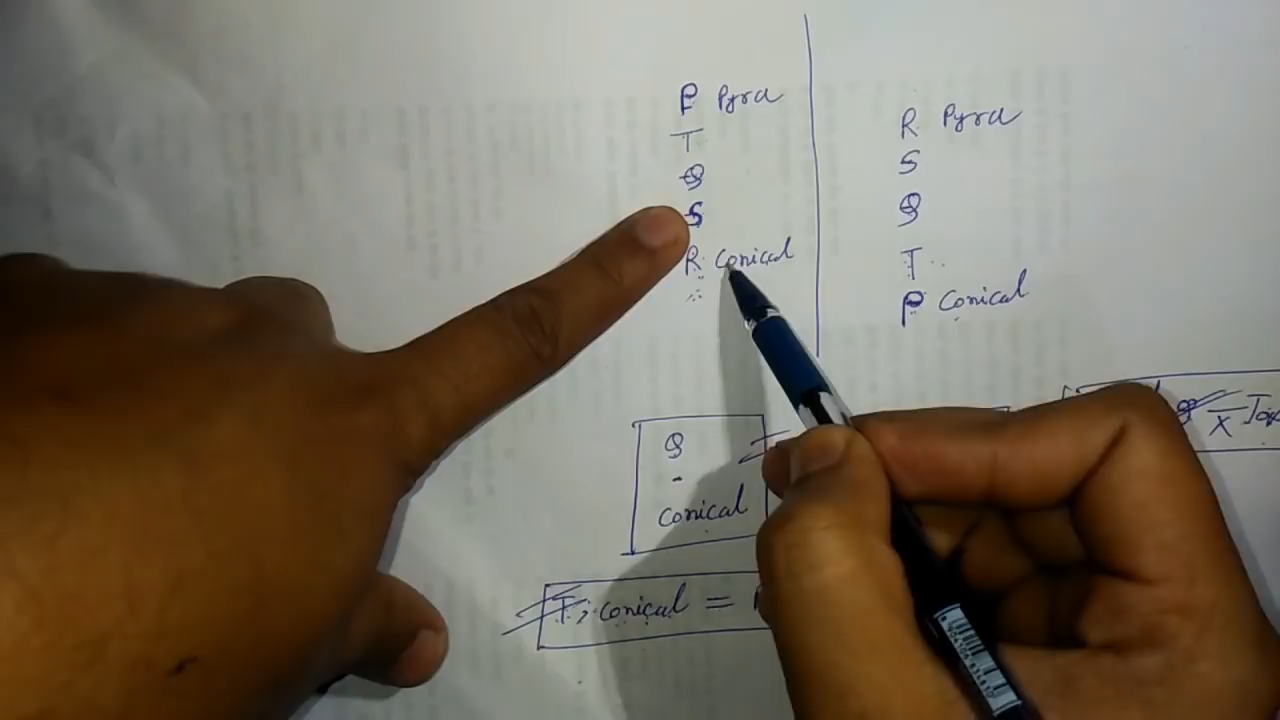 P Pyra
T
Q
S
R Conical
R Pyra
S
Q
T
P Conical
Q
-
Conical
T, Conical =
X